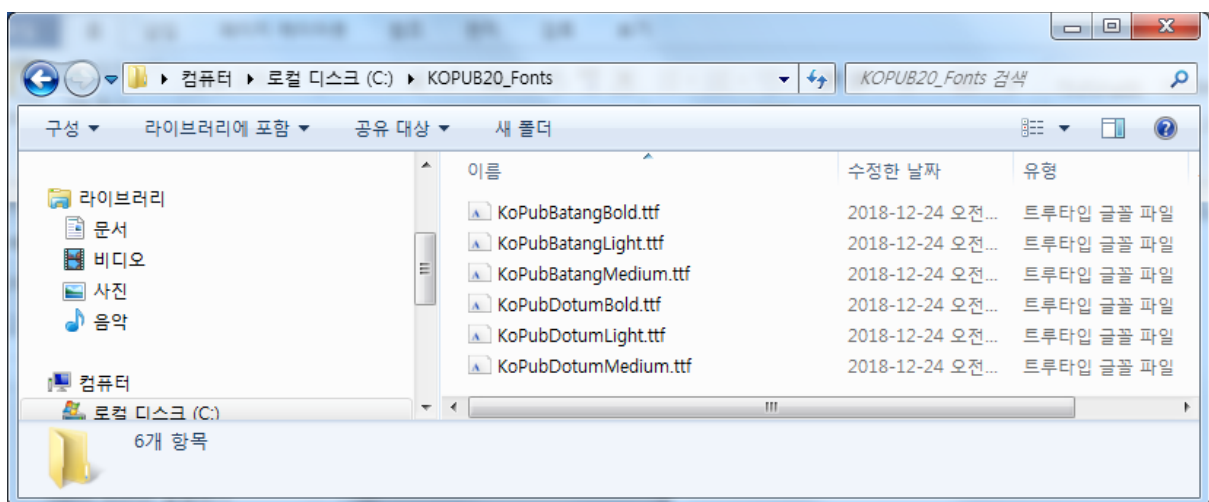 컴퓨터 ▸ 로컬 디스크 (C:) ▸ KOPUB20_Fonts
KOPUB20_Fonts 검색
구성 라이브러리에 포함 공유 대상 새 폴더
이름 수정한 날짜 유형
라이브러리
문서
비디오
사진
음악
컴퓨터
로컬 디스크 (C:)
KoPubBatangBold.ttf 2018-12-24 오전... 트루타입 글꼴 파일
KoPubBatangLight.ttf 2018-12-24 오전... 트루타입 글꼴 파일
KoPubBatangMedium.ttf 2018-12-24 오전... 트루타입 글꼴 파일
KoPubDotumBold.ttf 2018-12-24 오전... 트루타입 글꼴 파일
KoPubDotumLight.ttf 2018-12-24 오전... 트루타입 글꼴 파일
KoPubDotumMedium.ttf 2018-12-24 오전... 트루타입 글꼴 파일
6개 항목